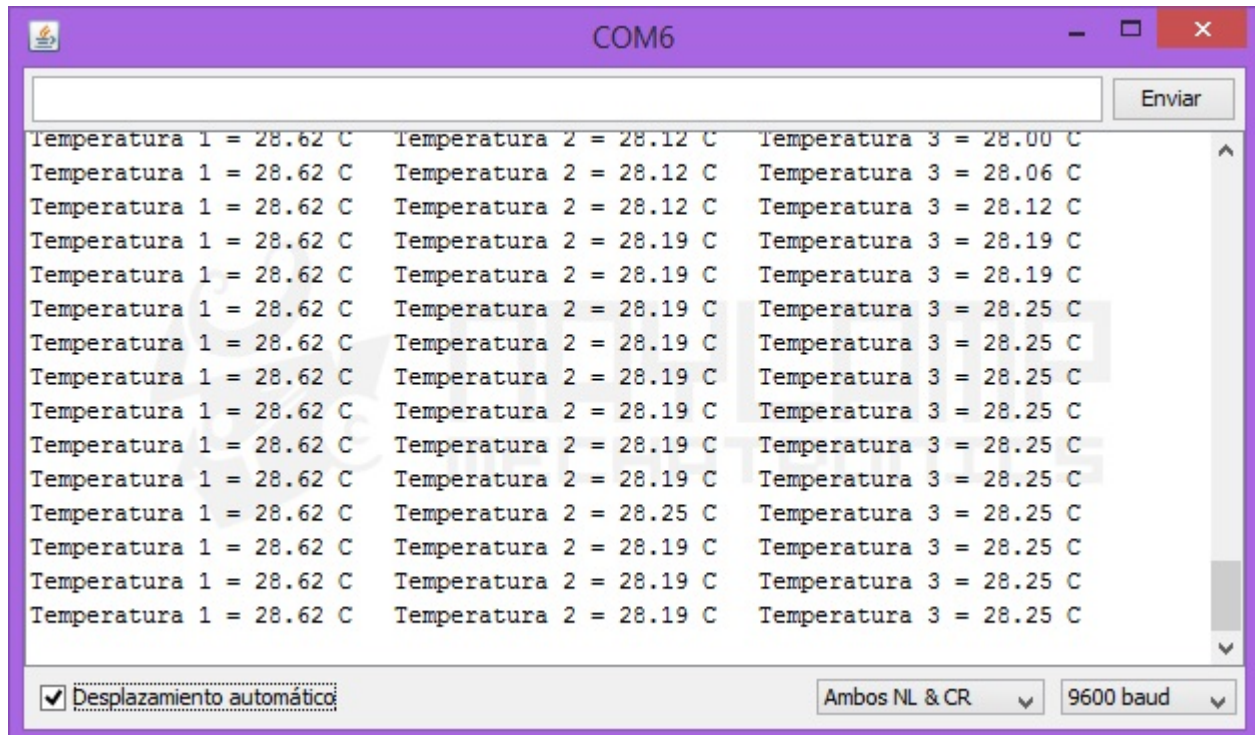 COM6
Enviar
Temperatura 1 = 28.62 C Temperatura 2 = 28.12 C Temperatura 3 = 28.00 C
Temperatura 1 = 28.62 C Temperatura 2 = 28.12 C Temperatura 3 = 28.06 C
Temperatura 1 = 28.62 C Temperatura 2 = 28.12 C Temperatura 3 = 28.12 C
Temperatura 1 = 28.62 C Temperatura 2 = 28.19 C Temperatura 3 = 28.19 C
Temperatura 1 = 28.62 C Temperatura 2 = 28.19 C Temperatura 3 = 28.19 C
Temperatura 1 = 28.62 C Temperatura 2 = 28.19 C Temperatura 3 = 28.25 C
Temperatura 1 = 28.62 C Temperatura 2 = 28.19 C Temperatura 3 = 28.25 C
Temperatura 1 = 28.62 C Temperatura 2 = 28.19 C Temperatura 3 = 28.25 C
Temperatura 1 = 28.62 C Temperatura 2 = 28.19 C Temperatura 3 = 28.25 C
Temperatura 1 = 28.62 C Temperatura 2 = 28.19 C Temperatura 3 = 28.25 C
Temperatura 1 = 28.62 C Temperatura 2 = 28.19 C Temperatura 3 = 28.25 C
Temperatura 1 = 28.62 C Temperatura 2 = 28.25 C Temperatura 3 = 28.25 C
Temperatura 1 = 28.62 C Temperatura 2 = 28.19 C Temperatura 3 = 28.25 C
Temperatura 1 = 28.62 C Temperatura 2 = 28.19 C Temperatura 3 = 28.25 C
Temperatura 1 = 28.62 C Temperatura 2 = 28.19 C Temperatura 3 = 28.25 C
NAYLAMP
MECHATRONICS
Desplazamiento automático
Ambos NL & CR
9600 baud